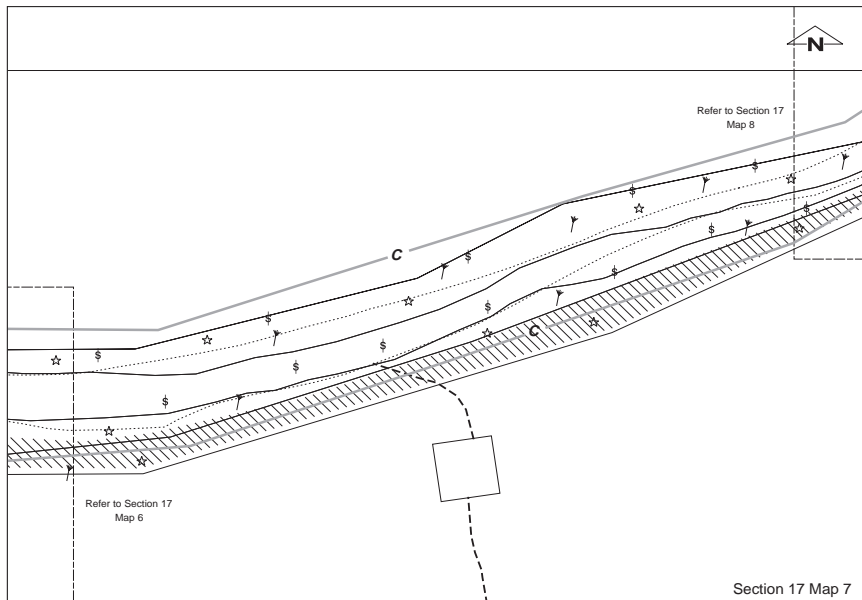 N
Refer to Section 17
Map 8
C
C
Refer to Section 17
Map 6
Section 17 Map 7